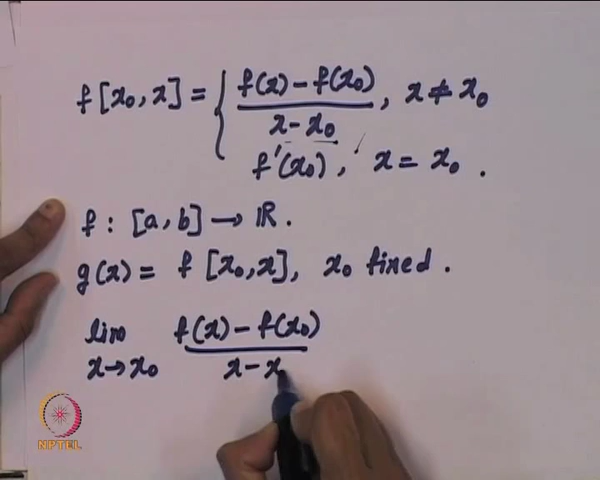 f[x₀, x] = { (f(x) − f(x₀)) / (x − x₀), x ≠ x₀
f'(x₀), x = x₀.
f : [a, b] → ℝ.
g(x) = f[x₀, x], x₀ fixed.
lim x→x₀ (f(x) − f(x₀)) / (x − x
NPTEL